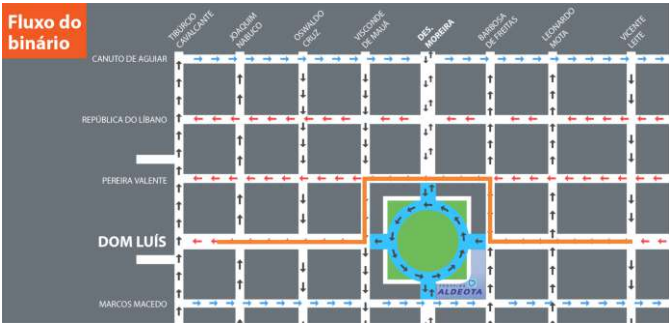 Fluxo do
binário
TIBÚRCIO
CAVALCANTE
JOAQUIM
NABUCO
OSWALDO
CRUZ
VISCONDE
DE MAUÁ
DES.
MOREIRA
BARBOSA
DE FREITAS
LEONARDO
MOTA
VICENTE
LEITE
CANUTO DE AGUIAR
REPÚBLICA DO LÍBANO
PEREIRA VALENTE
DOM LUÍS
ALDEOTA
MARCOS MACEDO